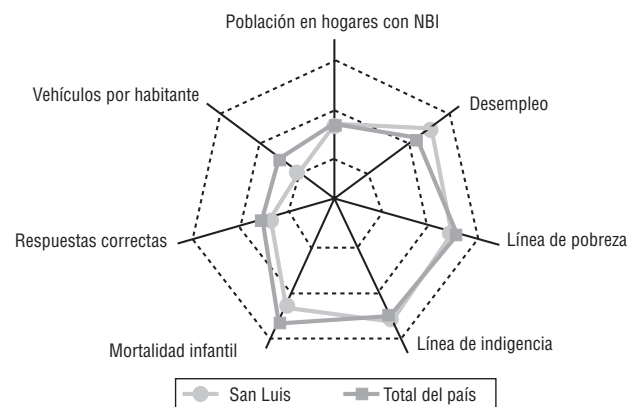 Población en hogares con NBI
Vehículos por habitante
Desempleo
Respuestas correctas
Línea de pobreza
Mortalidad infantil
Línea de indigencia
San Luis
Total del país